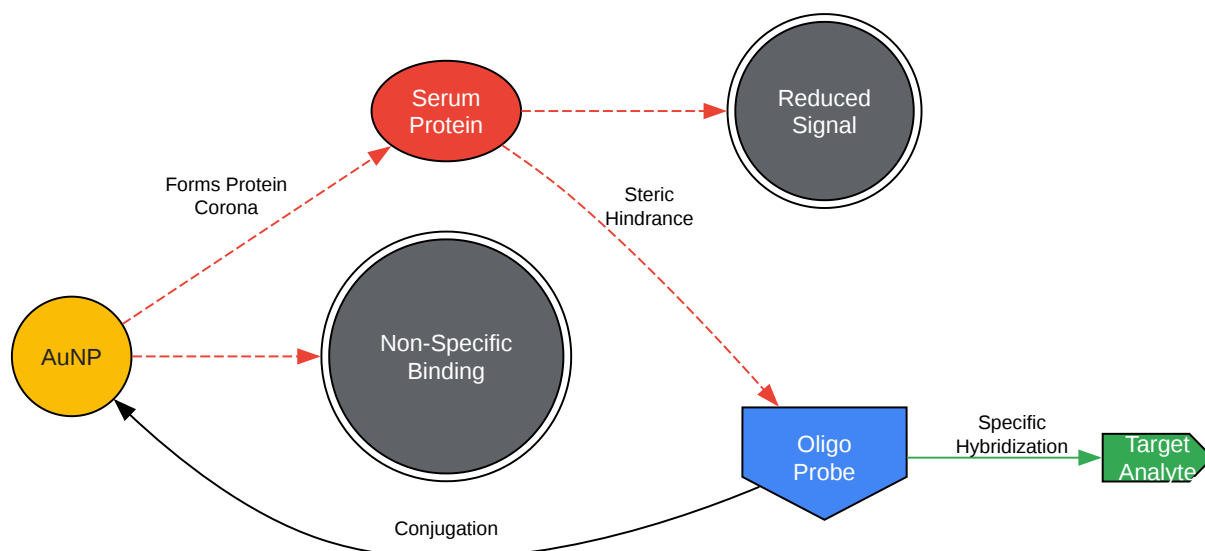 Serum
Protein
Reduced
Signal
Forms Protein
Corona
Steric
Hindrance
AuNP
Non-Specific
Binding
Oligo
Probe
Specific
Hybridization
Target
Analyte
Conjugation